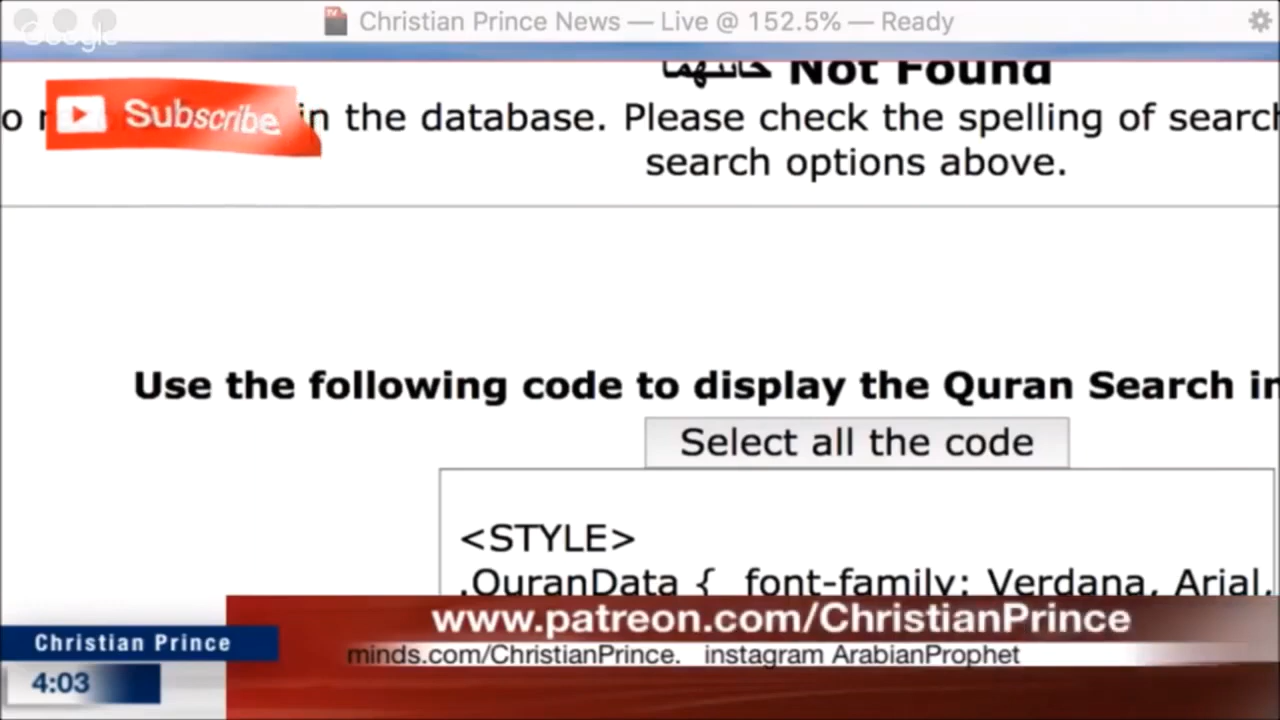 Christian Prince News — Live @ 152.5% — Ready
Google
Not Found
Subscribe
in the database. Please check the spelling of search
search options above.
Use the following code to display the Quran Search in
Select all the code
<STYLE>
.QuranData { font-family: Verdana, Arial,
www.patreon.com/ChristianPrince
Christian Prince
minds.com/ChristianPrince. instagram ArabianProphet
4:03